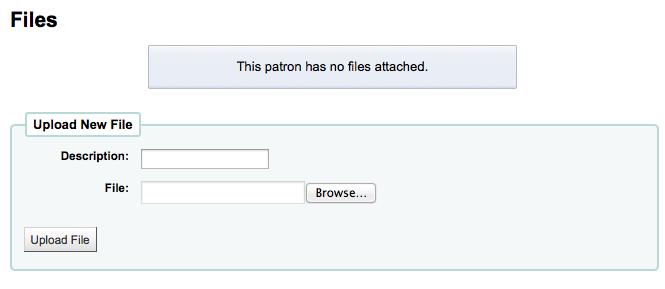 Files
This patron has no files attached.
Upload New File
Description:
File: Browse...
Upload File